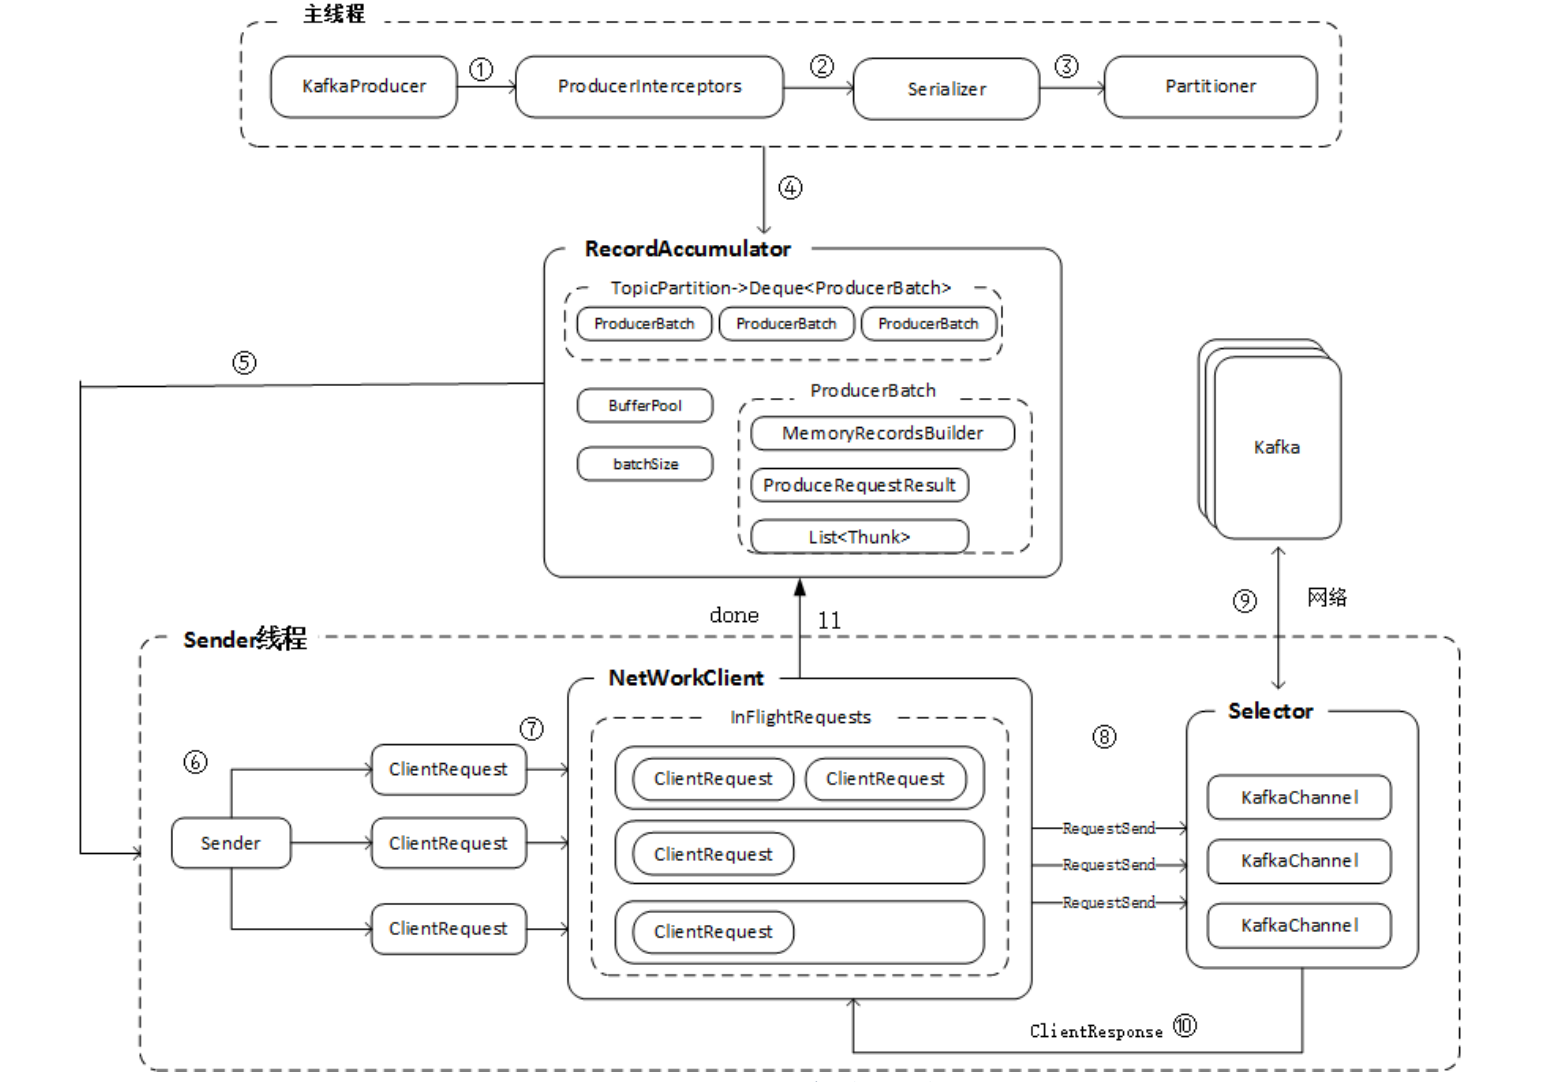 主线程
KafkaProducer
①
ProducerInterceptors
②
Serializer
③
Partitioner
④
RecordAccumulator
TopicPartition->Deque<ProducerBatch>
ProducerBatch
ProducerBatch
ProducerBatch
⑤
BufferPool
batchSize
ProducerBatch
MemoryRecordsBuilder
ProduceRequestResult
List<Thunk>
Kafka
⑨
网络
done
11
Sender线程
NetWorkClient
InFlightRequests
⑥
⑦
Sender
ClientRequest
ClientRequest
ClientRequest
ClientRequest
ClientRequest
ClientRequest
ClientRequest
⑧
RequestSend
RequestSend
RequestSend
Selector
KafkaChannel
KafkaChannel
KafkaChannel
ClientResponse
⑩